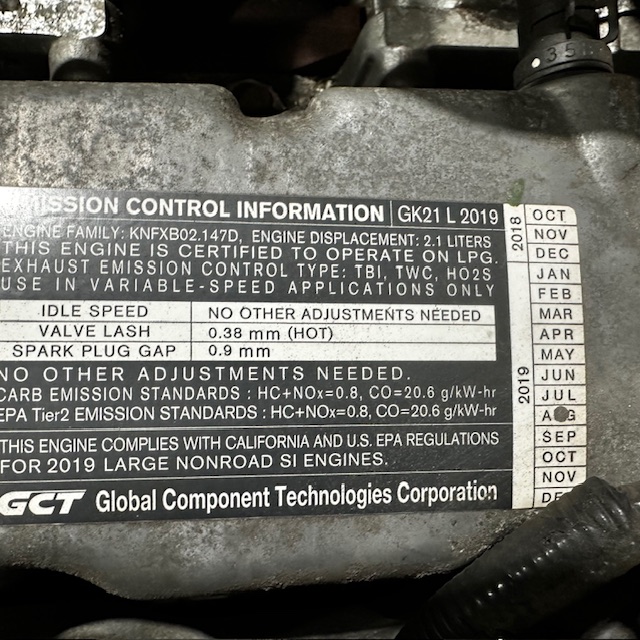 35
MISSION CONTROL INFORMATION GK21 L 2019
ENGINE FAMILY: KNFXB02.147D, ENGINE DISPLACEMENT: 2.1 LITERS
THIS ENGINE IS CERTIFIED TO OPERATE ON LPG.
EXHAUST EMISSION CONTROL TYPE: TBI, TWC, HO2S
USE IN VARIABLE-SPEED APPLICATIONS ONLY
IDLE SPEED NO OTHER ADJUSTMENTS NEEDED
VALVE LASH 0.38 mm (HOT)
SPARK PLUG GAP 0.9 mm
NO OTHER ADJUSTMENTS NEEDED.
CARB EMISSION STANDARDS : HC+NOx=0.8, CO=20.6 g/kW-hr
EPA Tier2 EMISSION STANDARDS : HC+NOx=0.8, CO=20.6 g/kW-hr
THIS ENGINE COMPLIES WITH CALIFORNIA AND U.S. EPA REGULATIONS
FOR 2019 LARGE NONROAD SI ENGINES.
GCT Global Component Technologies Corporation
2018
OCT
NOV
DEC
2019
JAN
FEB
MAR
APR
MAY
JUN
JUL
AUG
SEP
OCT
NOV
DE